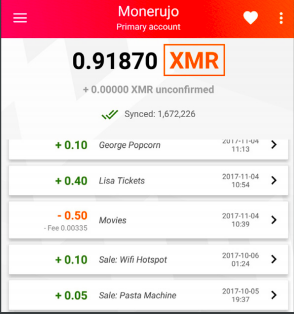 Monerujo
Primary account
0.91870 XMR
+ 0.00000 XMR unconfirmed
Synced: 1,672,226
+ 0.10 George Popcorn 2017-11-04
11:13
+ 0.40 Lisa Tickets 2017-11-04
10:54
- 0.50 Movies 2017-11-04
- Fee 0.00335 10:39
+ 0.10 Sale: Wifi Hotspot 2017-10-06
01:24
+ 0.05 Sale: Pasta Machine 2017-10-05
19:37